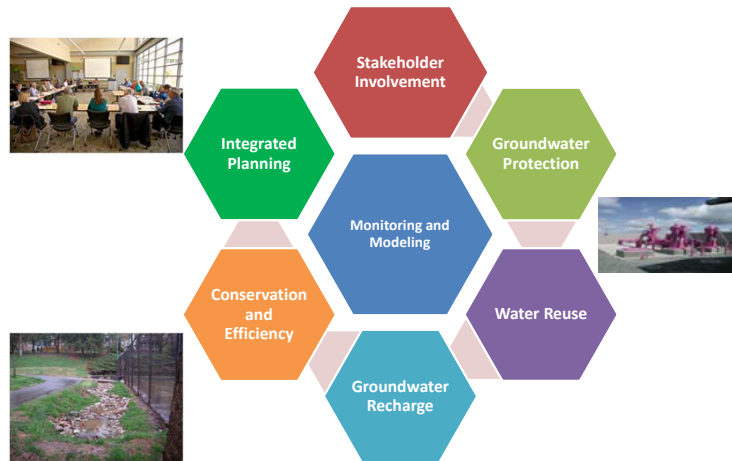 Stakeholder
Involvement
Integrated
Planning
Groundwater
Protection
Monitoring and
Modeling
Conservation
and
Efficiency
Water Reuse
Groundwater
Recharge